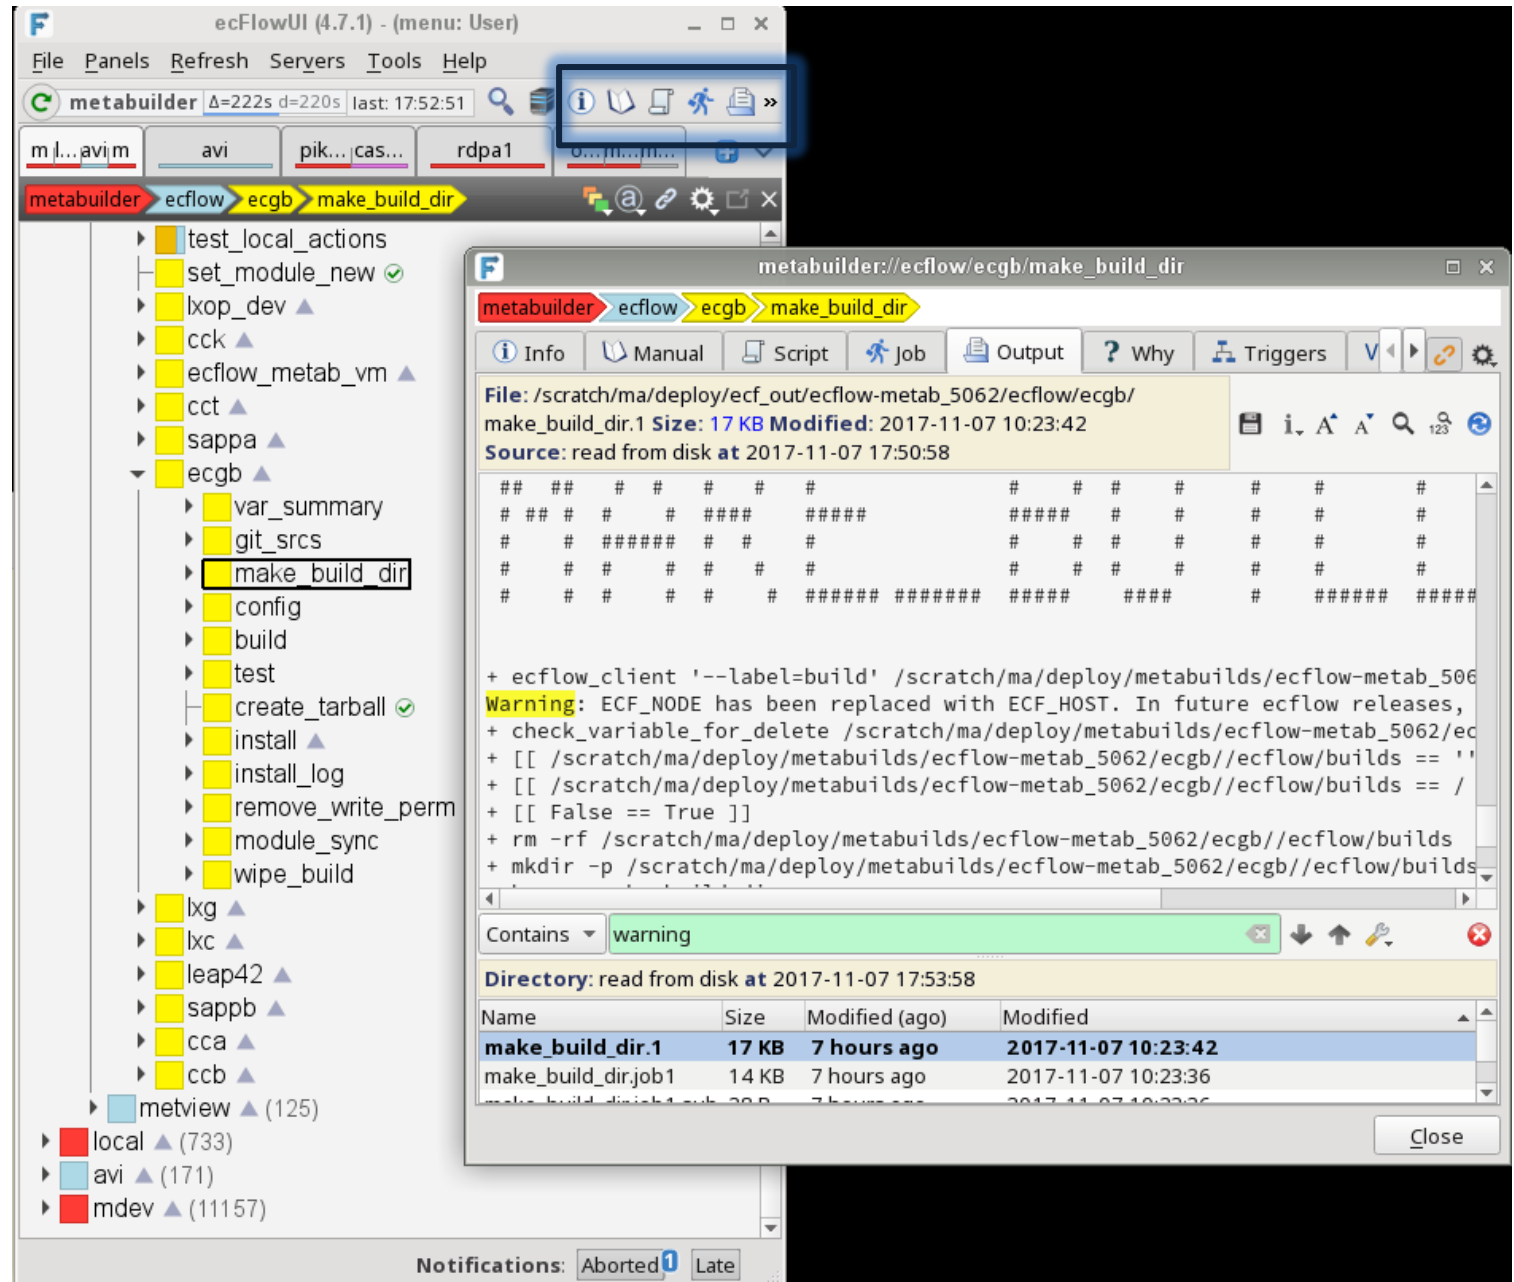 ecFlowUI (4.7.1) - (menu: User)
File Panels Refresh Servers Tools Help
metabuilder Δ=222s d=220s last: 17:52:51
m l... avi m avi pik... cas... rdpa1 o... m... m...
metabuilder ecflow ecgb make_build_dir
test_local_actions
set_module_new
lxop_dev
cck
ecflow_metab_vm
cct
sappa
ecgb
var_summary
git_srcs
make_build_dir
config
build
test
create_tarball
install
install_log
remove_write_perm
module_sync
wipe_build
lxg
lxc
leap42
sappb
cca
ccb
metview (125)
local (733)
avi (171)
mdev (11157)
Notifications: Aborted 1 Late
metabuilder://ecflow/ecgb/make_build_dir
metabuilder ecflow ecgb make_build_dir
Info Manual Script Job Output Why Triggers V
File: /scratch/ma/deploy/ecf_out/ecflow-metab_5062/ecflow/ecgb/
make_build_dir.1 Size: 17 KB Modified: 2017-11-07 10:23:42
Source: read from disk at 2017-11-07 17:50:58
+ ecflow_client '--label=build' /scratch/ma/deploy/metabuilds/ecflow-metab_506
Warning: ECF_NODE has been replaced with ECF_HOST. In future ecflow releases,
+ check_variable_for_delete /scratch/ma/deploy/metabuilds/ecflow-metab_5062/ec
+ [[ /scratch/ma/deploy/metabuilds/ecflow-metab_5062/ecgb//ecflow/builds == ''
+ [[ /scratch/ma/deploy/metabuilds/ecflow-metab_5062/ecgb//ecflow/builds == /
+ [[ False == True ]]
+ rm -rf /scratch/ma/deploy/metabuilds/ecflow-metab_5062/ecgb//ecflow/builds
+ mkdir -p /scratch/ma/deploy/metabuilds/ecflow-metab_5062/ecgb//ecflow/builds
Contains warning
Directory: read from disk at 2017-11-07 17:53:58
Name Size Modified (ago) Modified
make_build_dir.1 17 KB 7 hours ago 2017-11-07 10:23:42
make_build_dir.job1 14 KB 7 hours ago 2017-11-07 10:23:36
Close